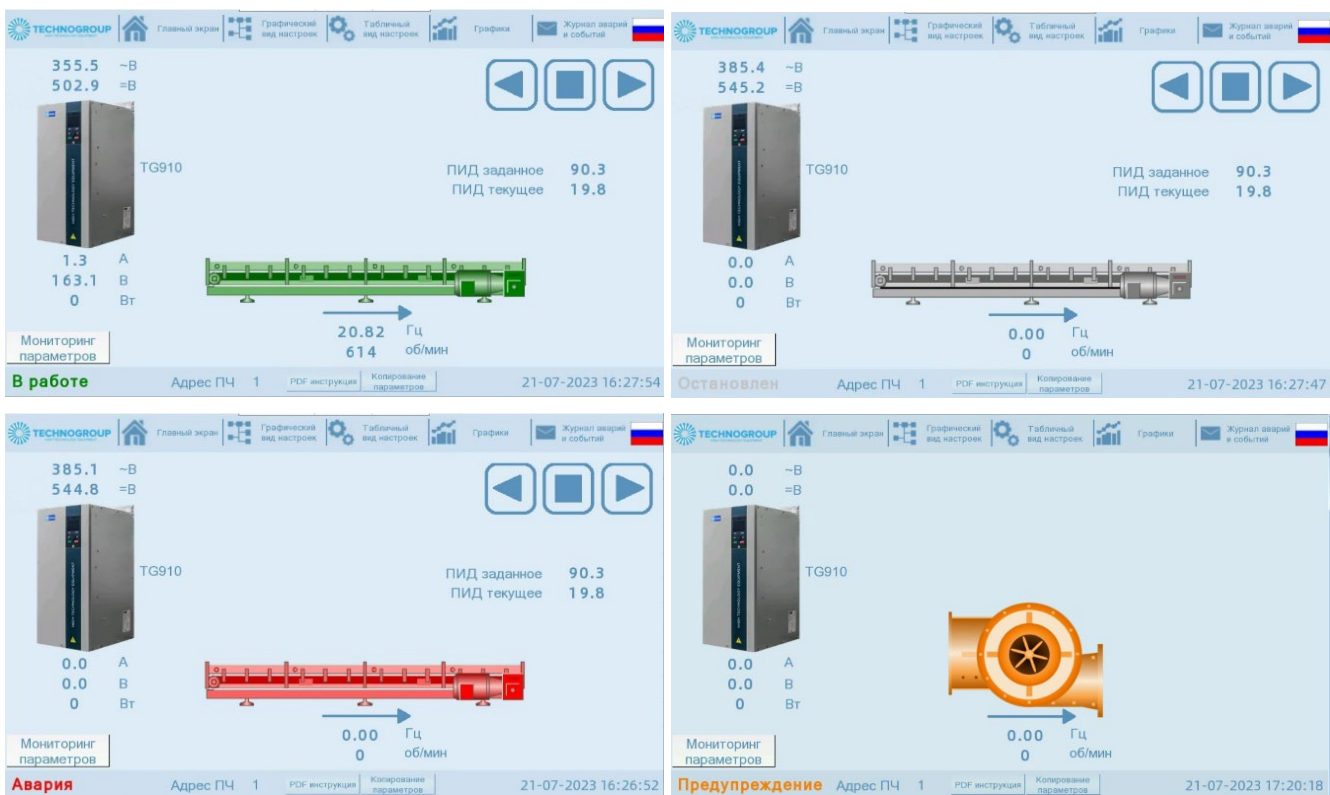 TECHNOGROUP
Главный экран
Графический
вид настроек
Табличный
вид настроек
Графики
Журнал аварий
и событий
355.5 ~В
502.9 =В
TG910
ПИД заданное 90.3
ПИД текущее 19.8
1.3 А
163.1 В
0 Вт
20.82 Гц
614 об/мин
Мониторинг
параметров
В работе
Адрес ПЧ 1
PDF инструкция
Копирование
параметров
21-07-2023 16:27:54
TECHNOGROUP
Главный экран
Графический
вид настроек
Табличный
вид настроек
Графики
Журнал аварий
и событий
385.4 ~В
545.2 =В
TG910
ПИД заданное 90.3
ПИД текущее 19.8
0.0 А
0.0 В
0 Вт
0.00 Гц
0 об/мин
Мониторинг
параметров
Остановлен
Адрес ПЧ 1
PDF инструкция
Копирование
параметров
21-07-2023 16:27:47
TECHNOGROUP
Главный экран
Графический
вид настроек
Табличный
вид настроек
Графики
Журнал аварий
и событий
385.1 ~В
544.8 =В
TG910
ПИД заданное 90.3
ПИД текущее 19.8
0.0 А
0.0 В
0 Вт
0.00 Гц
0 об/мин
Мониторинг
параметров
Авария
Адрес ПЧ 1
PDF инструкция
Копирование
параметров
21-07-2023 16:26:52
TECHNOGROUP
Главный экран
Графический
вид настроек
Табличный
вид настроек
Графики
Журнал аварий
и событий
0.0 ~В
0.0 =В
TG910
0.0 А
0.0 В
0 Вт
0.00 Гц
0 об/мин
Мониторинг
параметров
Предупреждение
Адрес ПЧ 1
PDF инструкция
Копирование
параметров
21-07-2023 17:20:18